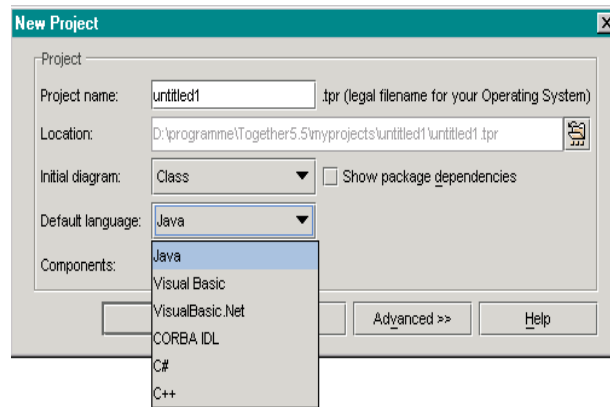 New Project
Project
Project name: untitled1 .tpr (legal filename for your Operating System)
Location: D:\programme\Together5.5\myprojects\untitled1\untitled1.tpr
Initial diagram: Class Show package dependencies
Default language: Java
Components:
Java
Visual Basic
VisualBasic.Net
CORBA IDL
C#
C++
Advanced >> Help